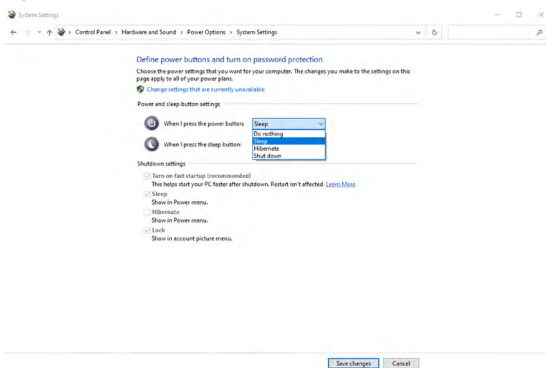 System Settings
Control Panel > Hardware and Sound > Power Options > System Settings
Define power buttons and turn on password protection
Choose the power settings that you want for your computer. The changes you make to the settings on this
page apply to all of your power plans.
Change settings that are currently unavailable
Power and sleep button settings
When I press the power button: Sleep
Do nothing
Sleep
Hibernate
Shut down
When I press the sleep button:
Shutdown settings
Turn on fast startup (recommended)
This helps start your PC faster after shutdown. Restart isn't affected. Learn More
Sleep
Show in Power menu.
Hibernate
Show in Power menu.
Lock
Show in account picture menu.
Save changes Cancel